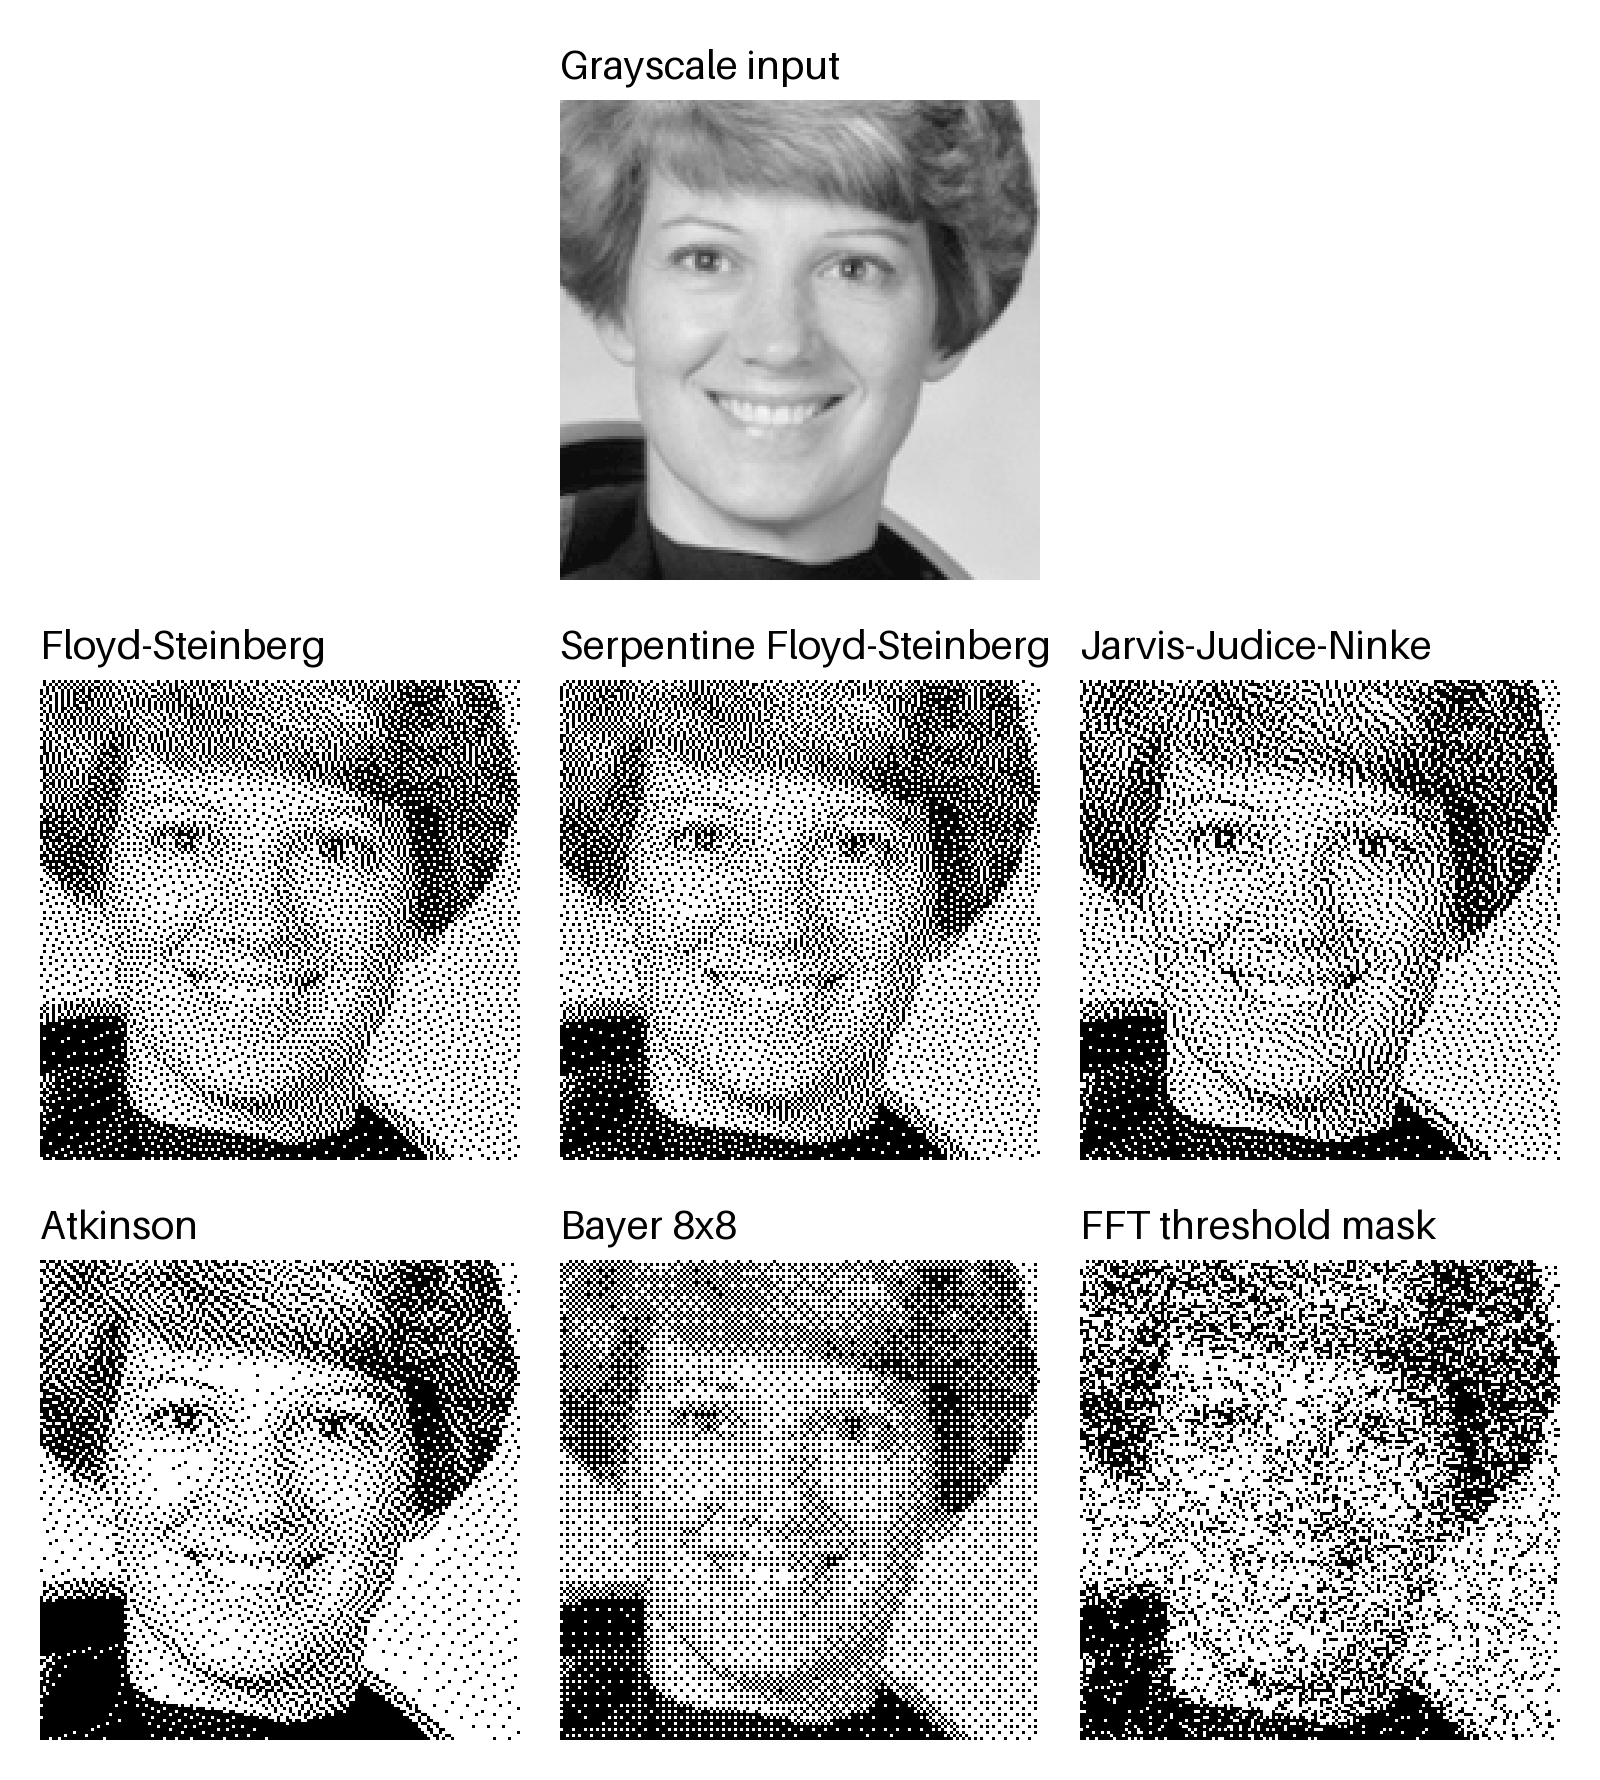 Grayscale input
Floyd-Steinberg
Serpentine Floyd-Steinberg
Jarvis-Judice-Ninke
Atkinson
Bayer 8x8
FFT threshold mask